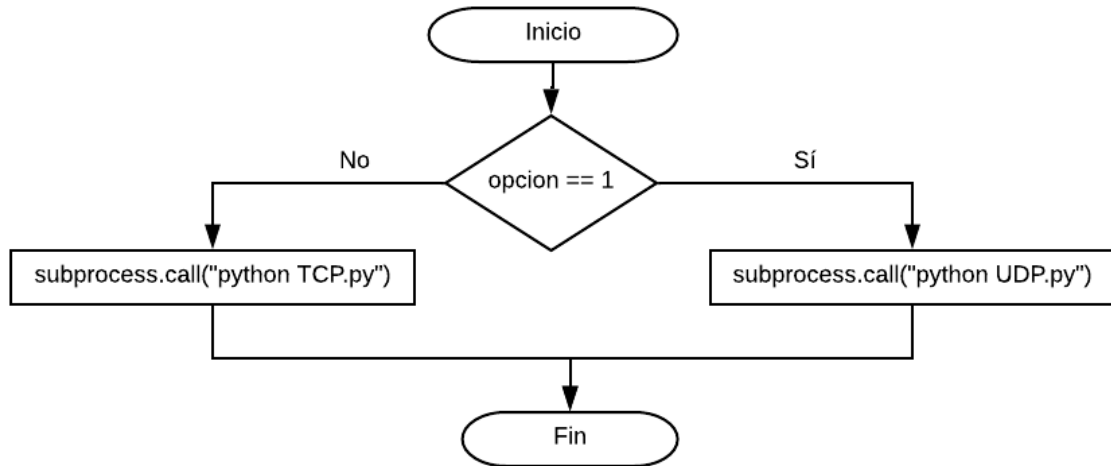 Inicio
No
opcion == 1
Sí
subprocess.call("python TCP.py")
subprocess.call("python UDP.py")
Fin